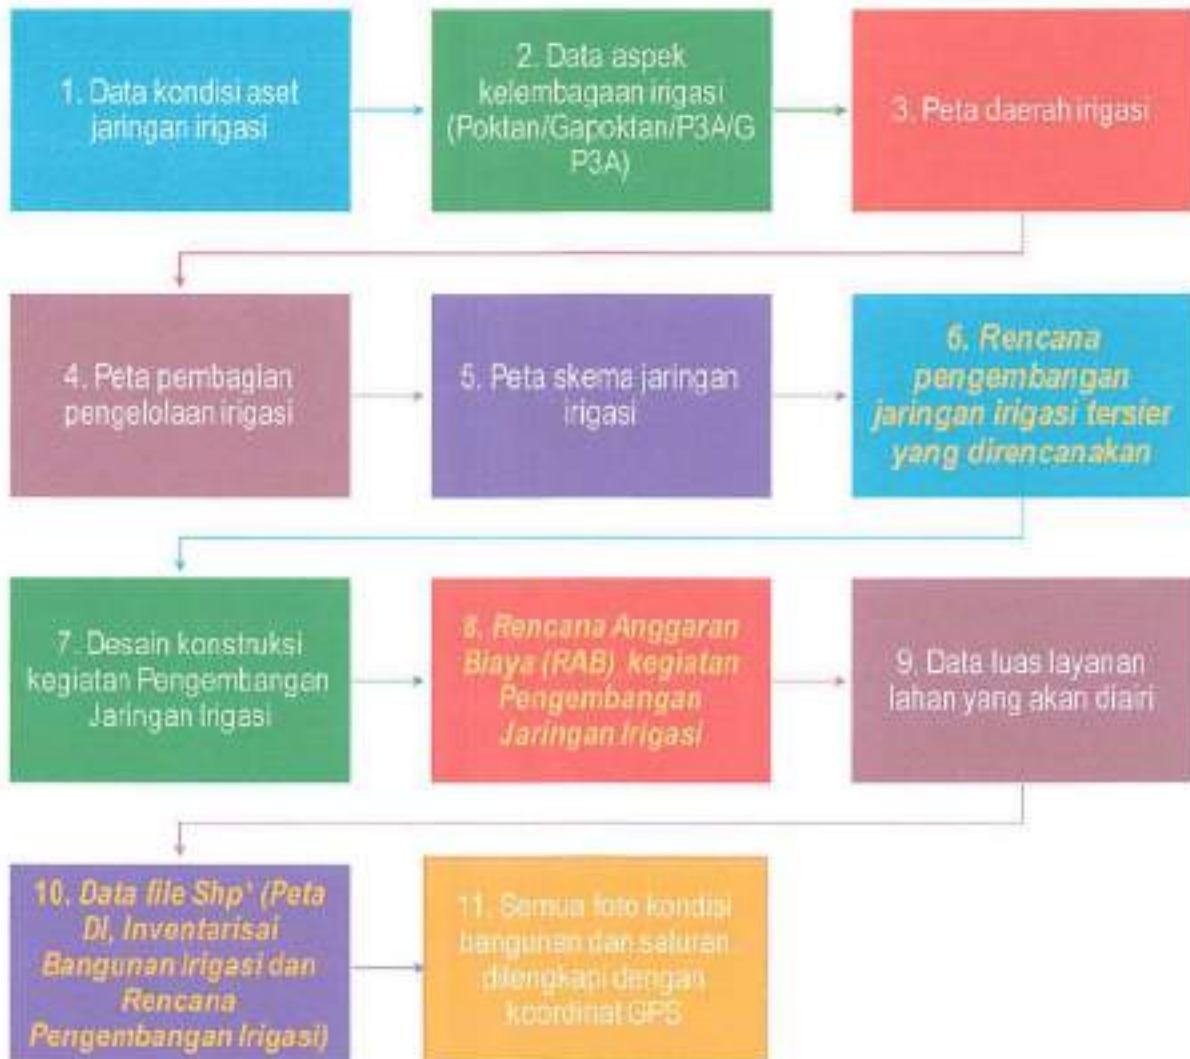 1. Data kondisi aset
jaringan irigasi
2. Data aspek
kelembagaan irigasi
(Poktan/Gapoktan/P3A/G
P3A)
3. Peta daerah irigasi
4. Peta pembagian
pengelolaan irigasi
5. Peta skema jaringan
irigasi
6. Rencana
pengembangan
jaringan irigasi tersier
yang direncanakan
7. Desain konstruksi
kegiatan Pengembangan
Jaringan Irigasi
8. Rencana Anggaran
Biaya (RAB) kegiatan
Pengembangan
Jaringan Irigasi
9. Data luas layanan
lahan yang akan diairi
10. Data file Shp* (Peta
DI, Inventarisai
Bangunan Irigasi dan
Rencana
Pengembangan Irigasi)
11. Semua foto kondisi
bangunan dan saluran
dilengkapi dengan
koordinat GPS